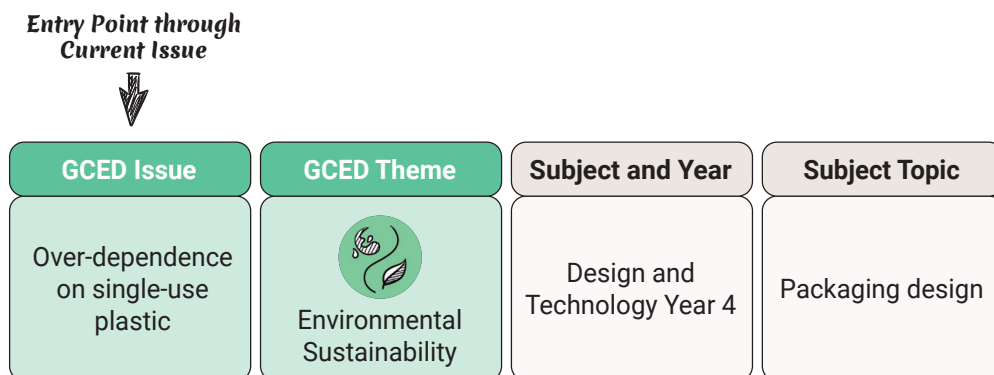 Entry Point through
Current Issue
GCED Issue
GCED Theme
Subject and Year
Subject Topic
Over-dependence
on single-use
plastic
Environmental
Sustainability
Design and
Technology Year 4
Packaging design